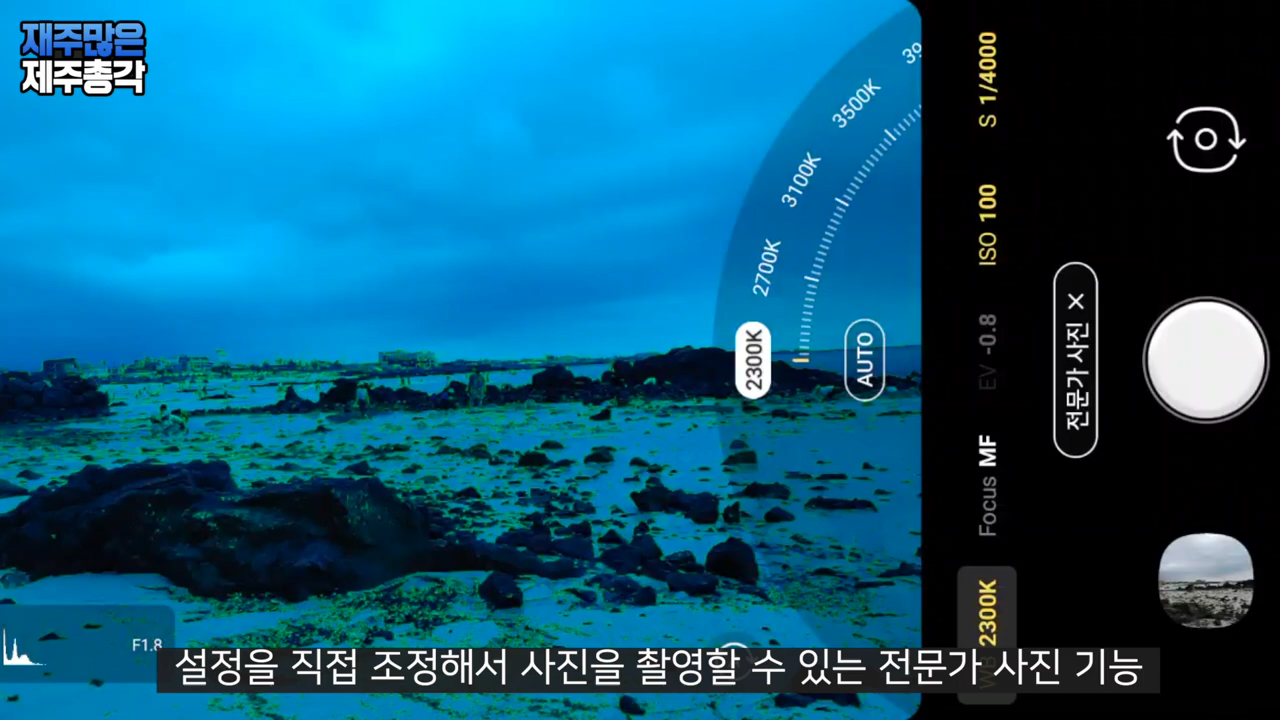 재주많은
제주총각
39
3500K
3100K
2700K
2300K
AUTO
S 1/4000
ISO 100
EV -0.8
Focus MF
WB 2300K
전문가 사진 ×
F1.8
설정을 직접 조정해서 사진을 촬영할 수 있는 전문가 사진 기능